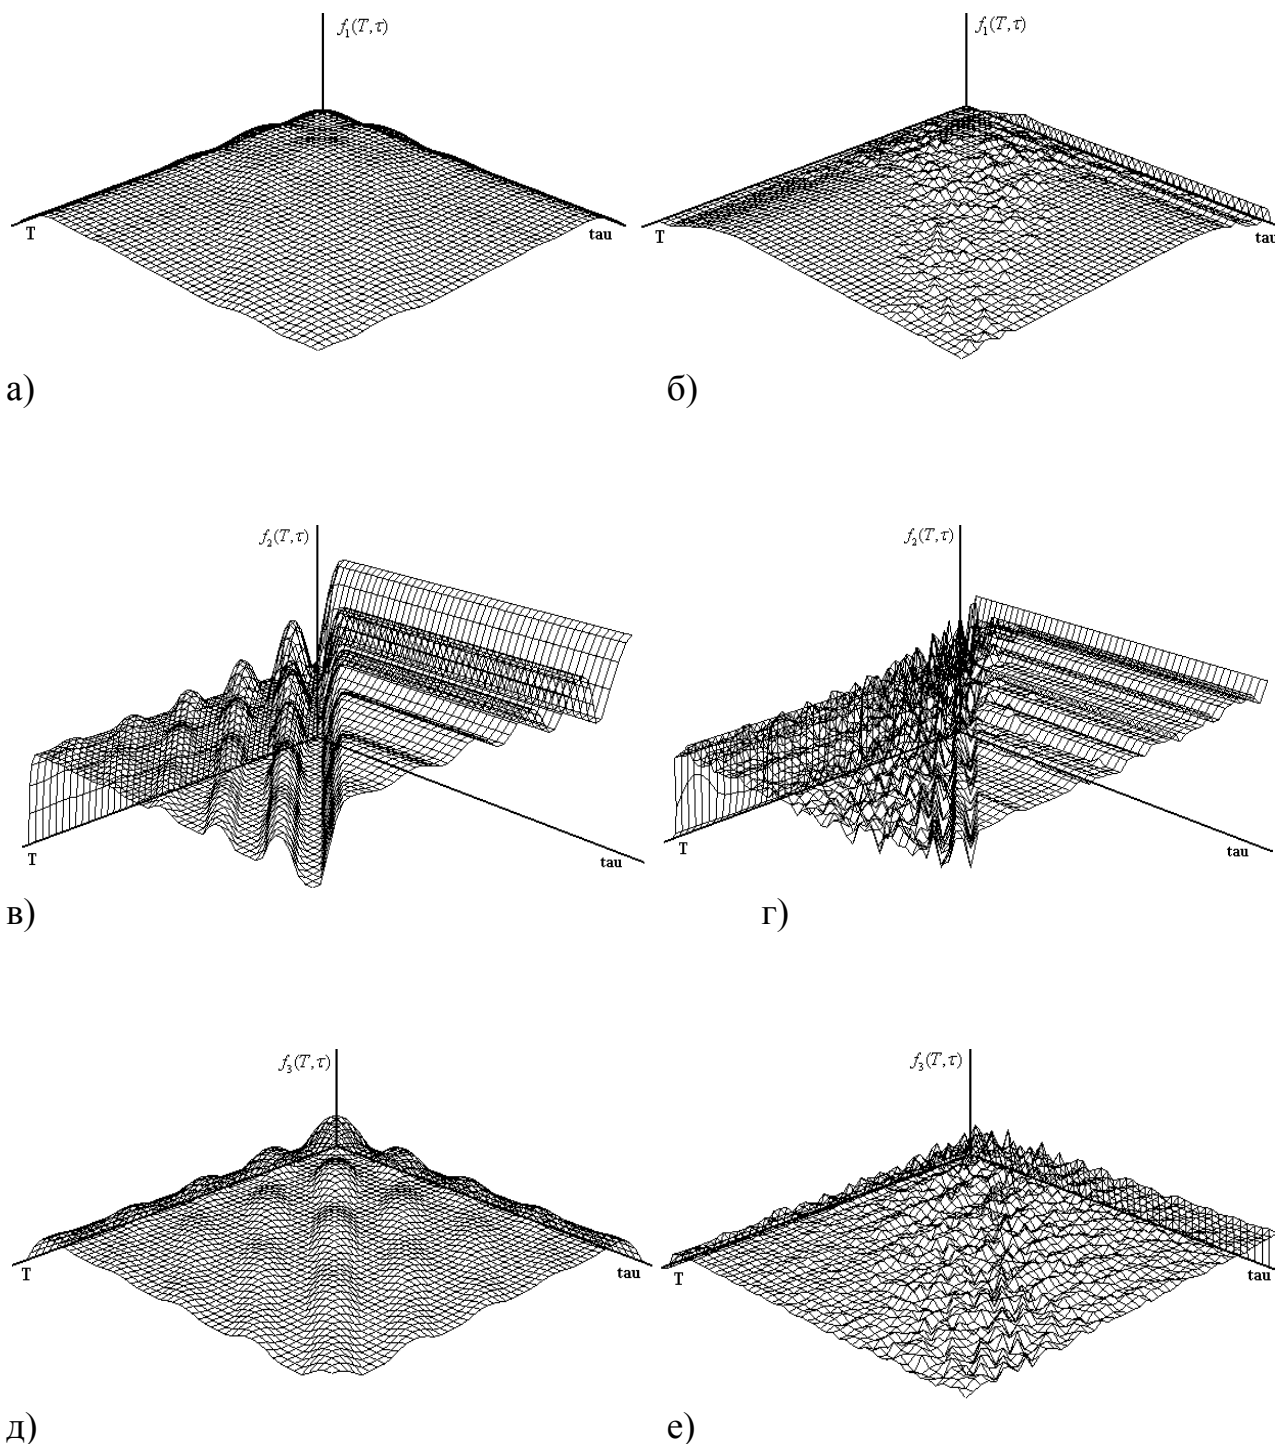 f₁(T,τ)
f₁(T,τ)
T
tau
T
tau
а)
б)
f₂(T,τ)
f₂(T,τ)
T
tau
T
tau
в)
г)
f₃(T,τ)
f₃(T,τ)
T
tau
T
tau
д)
е)